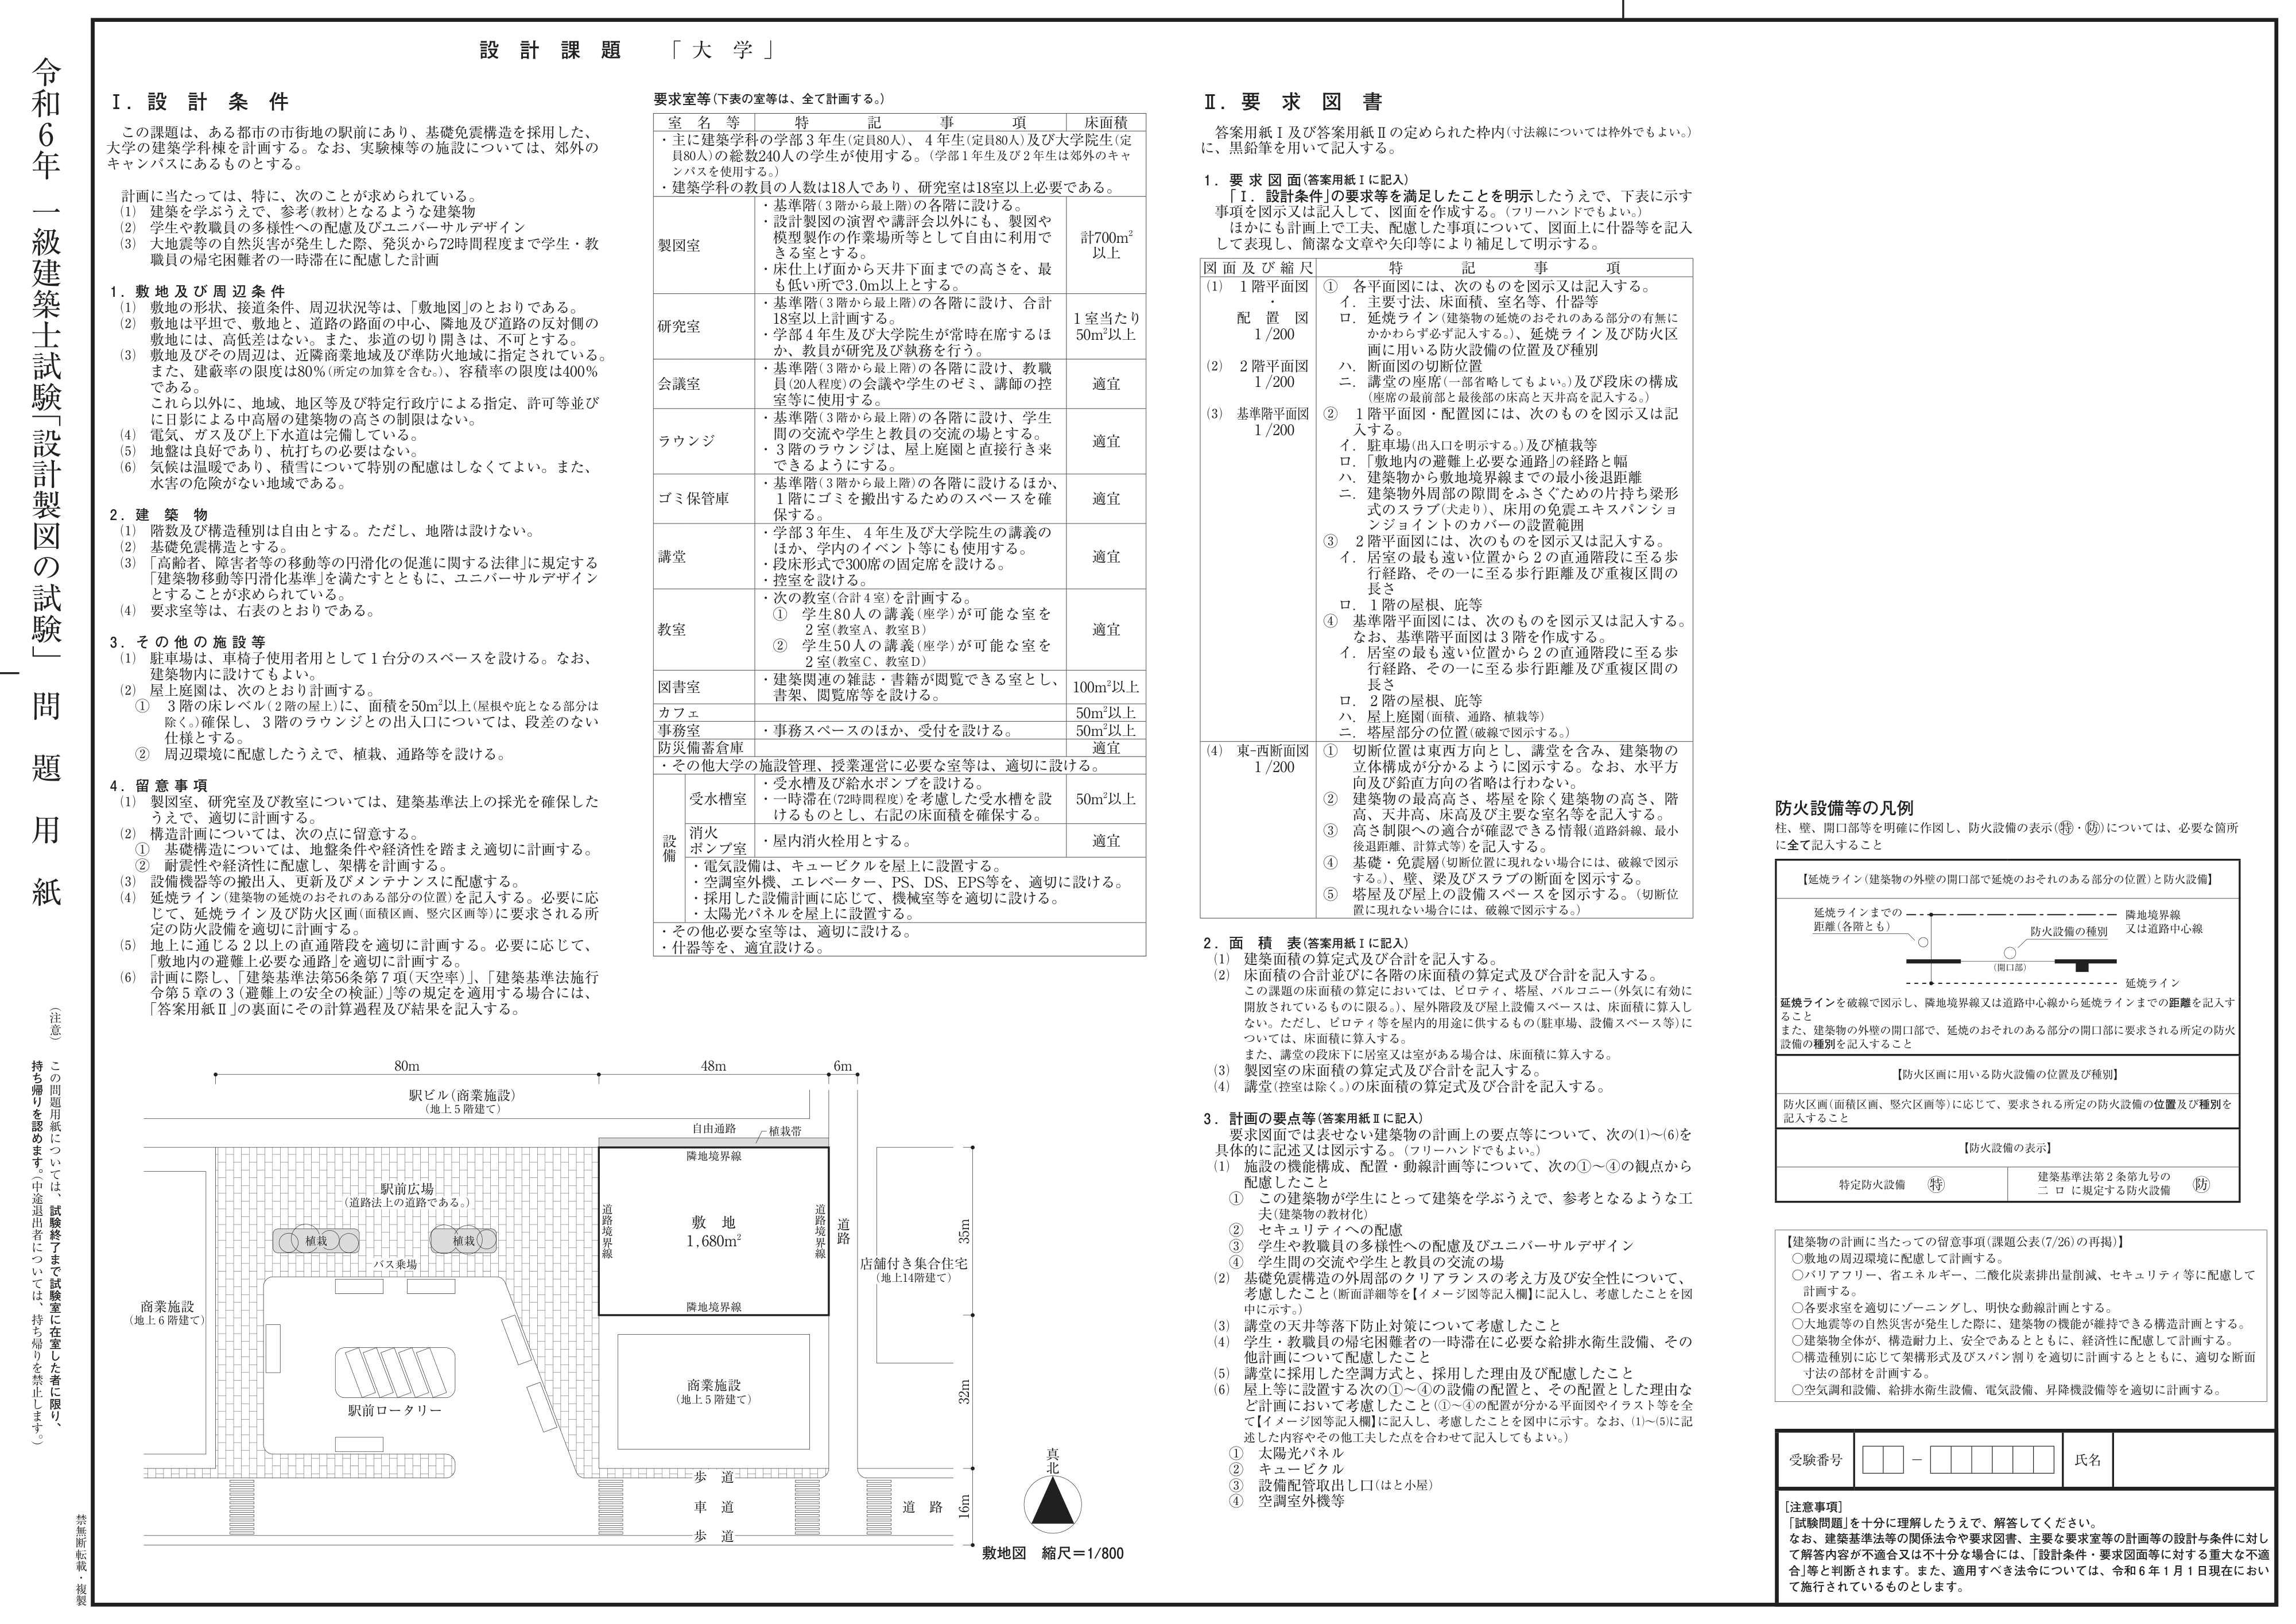 令和６年 一級建築士試験「設計製図の試験」 問題用紙
（注意） この問題用紙については、試験終了まで試験室に在室した者に限り、
持ち帰りを認めます。（中途退出者については、持ち帰りを禁止します。）
禁無断転載・複製
設計課題 「大学」
Ⅰ．設計条件
この課題は、ある都市の市街地の駅前にあり、基礎免震構造を採用した、
大学の建築学科棟を計画する。なお、実験棟等の施設については、郊外の
キャンパスにあるものとする。
計画に当たっては、特に、次のことが求められている。
(1) 建築を学ぶうえで、参考(教材)となるような建築物
(2) 学生や教職員の多様性への配慮及びユニバーサルデザイン
(3) 大地震等の自然災害が発生した際、発災から72時間程度まで学生・教
職員の帰宅困難者の一時滞在に配慮した計画
1．敷地及び周辺条件
(1) 敷地の形状、接道条件、周辺状況等は、「敷地図」のとおりである。
(2) 敷地は平坦で、敷地と、道路の路面の中心、隣地及び道路の反対側の
敷地には、高低差はない。また、歩道の切り開きは、不可とする。
(3) 敷地及びその周辺は、近隣商業地域及び準防火地域に指定されている。
また、建蔽率の限度は80％(所定の加算を含む。)、容積率の限度は400％
である。
これら以外に、地域、地区等及び特定行政庁による指定、許可等並び
に日影による中高層の建築物の高さの制限はない。
(4) 電気、ガス及び上下水道は完備している。
(5) 地盤は良好であり、杭打ちの必要はない。
(6) 気候は温暖であり、積雪について特別の配慮はしなくてよい。また、
水害の危険がない地域である。
2．建築物
(1) 階数及び構造種別は自由とする。ただし、地階は設けない。
(2) 基礎免震構造とする。
(3) 「高齢者、障害者等の移動等の円滑化の促進に関する法律」に規定する
「建築物移動等円滑化基準」を満たすとともに、ユニバーサルデザイン
とすることが求められている。
(4) 要求室等は、右表のとおりである。
3．その他の施設等
(1) 駐車場は、車椅子使用者用として１台分のスペースを設ける。なお、
建築物内に設けてもよい。
(2) 屋上庭園は、次のとおり計画する。
① ３階の床レベル(２階の屋上)に、面積を50m²以上(屋根や庇となる部分は
除く。)確保し、３階のラウンジとの出入口については、段差のない
仕様とする。
② 周辺環境に配慮したうえで、植栽、通路等を設ける。
4．留意事項
(1) 製図室、研究室及び教室については、建築基準法上の採光を確保した
うえで、適切に計画する。
(2) 構造計画については、次の点に留意する。
① 基礎構造については、地盤条件や経済性を踏まえ適切に計画する。
② 耐震性や経済性に配慮し、架構を計画する。
(3) 設備機器等の搬出入、更新及びメンテナンスに配慮する。
(4) 延焼ライン(建築物の延焼のおそれのある部分の位置)を記入する。必要に応
じて、延焼ライン及び防火区画(面積区画、竪穴区画等)に要求される所
定の防火設備を適切に計画する。
(5) 地上に通じる２以上の直通階段を適切に計画する。必要に応じて、
「敷地内の避難上必要な通路」を適切に計画する。
(6) 計画に際し、「建築基準法第56条第７項(天空率)」、「建築基準法施行
令第５章の３(避難上の安全の検証)」等の規定を適用する場合には、
「答案用紙Ⅱ」の裏面にその計算過程及び結果を記入する。
要求室等(下表の室等は、全て計画する。)
室名等 特記事項 床面積
・主に建築学科の学部３年生(定員80人)、４年生(定員80人)及び大学院生(定
員80人)の総数240人の学生が使用する。(学部１年生及び２年生は郊外のキャ
ンパスを使用する。)
・建築学科の教員の人数は18人であり、研究室は18室以上必要である。
製図室
・基準階(３階から最上階)の各階に設ける。
・設計製図の演習や講評会以外にも、製図や
模型製作の作業場所等として自由に利用で
きる室とする。
・床仕上げ面から天井下面までの高さを、最
も低い所で3.0m以上とする。
計700m²
以上
研究室
・基準階(３階から最上階)の各階に設け、合計
18室以上計画する。
・学部４年生及び大学院生が常時在席するほ
か、教員が研究及び執務を行う。
１室当たり
50m²以上
会議室
・基準階(３階から最上階)の各階に設け、教職
員(20人程度)の会議や学生のゼミ、講師の控
室等に使用する。
適宜
ラウンジ
・基準階(３階から最上階)の各階に設け、学生
間の交流や学生と教員の交流の場とする。
・３階のラウンジは、屋上庭園と直接行き来
できるようにする。
適宜
ゴミ保管庫
・基準階(３階から最上階)の各階に設けるほか、
１階にゴミを搬出するためのスペースを確
保する。
適宜
講堂
・学部３年生、４年生及び大学院生の講義の
ほか、学内のイベント等にも使用する。
・段床形式で300席の固定席を設ける。
・控室を設ける。
適宜
教室
・次の教室(合計４室)を計画する。
① 学生80人の講義(座学)が可能な室を
２室(教室Ａ、教室Ｂ)
② 学生50人の講義(座学)が可能な室を
２室(教室Ｃ、教室Ｄ)
適宜
図書室
・建築関連の雑誌・書籍が閲覧できる室とし、
書架、閲覧席等を設ける。
100m²以上
カフェ 50m²以上
事務室 ・事務スペースのほか、受付を設ける。 50m²以上
防災備蓄倉庫 適宜
・その他大学の施設管理、授業運営に必要な室等は、適切に設ける。
設備
受水槽室
・受水槽及び給水ポンプを設ける。
・一時滞在(72時間程度)を考慮した受水槽を設
けるものとし、右記の床面積を確保する。
50m²以上
消火
ポンプ室
・屋内消火栓用とする。
適宜
・電気設備は、キュービクルを屋上に設置する。
・空調室外機、エレベーター、PS、DS、EPS等を、適切に設ける。
・採用した設備計画に応じて、機械室等を適切に設ける。
・太陽光パネルを屋上に設置する。
・その他必要な室等は、適切に設ける。
・什器等を、適宜設ける。
80m
48m
6m
駅ビル(商業施設)
(地上５階建て)
自由通路
植栽帯
隣地境界線
駅前広場
(道路法上の道路である。)
植栽
植栽
バス乗場
道路境界線
敷地
1,680m²
道路境界線
道路
35m
店舗付き集合住宅
(地上14階建て)
商業施設
(地上６階建て)
隣地境界線
商業施設
(地上５階建て)
32m
駅前ロータリー
歩道
車道
歩道
道路
16m
真北
敷地図 縮尺＝1/800
Ⅱ．要求図書
答案用紙Ⅰ及び答案用紙Ⅱの定められた枠内(寸法線については枠外でもよい。)
に、黒鉛筆を用いて記入する。
1．要求図面(答案用紙Ⅰに記入)
「Ⅰ．設計条件」の要求等を満足したことを明示したうえで、下表に示す
事項を図示又は記入して、図面を作成する。(フリーハンドでもよい。)
ほかにも計画上で工夫、配慮した事項について、図面上に什器等を記入
して表現し、簡潔な文章や矢印等により補足して明示する。
図面及び縮尺 特記事項
(1) １階平面図
・
配置図
1/200
(2) ２階平面図
1/200
(3) 基準階平面図
1/200
① 各平面図には、次のものを図示又は記入する。
イ．主要寸法、床面積、室名等、什器等
ロ．延焼ライン(建築物の延焼のおそれのある部分の有無に
かかわらず必ず記入する。)、延焼ライン及び防火区
画に用いる防火設備の位置及び種別
ハ．断面図の切断位置
ニ．講堂の座席(一部省略してもよい。)及び段床の構成
(座席の最前部と最後部の床高と天井高を記入する。)
② １階平面図・配置図には、次のものを図示又は記
入する。
イ．駐車場(出入口を明示する。)及び植栽等
ロ．「敷地内の避難上必要な通路」の経路と幅
ハ．建築物から敷地境界線までの最小後退距離
ニ．建築物外周部の隙間をふさぐための片持ち梁形
式のスラブ(犬走り)、床用の免震エキスパンショ
ンジョイントのカバーの設置範囲
③ ２階平面図には、次のものを図示又は記入する。
イ．居室の最も遠い位置から２の直通階段に至る歩
行経路、その一に至る歩行距離及び重複区間の
長さ
ロ．１階の屋根、庇等
④ 基準階平面図には、次のものを図示又は記入する。
なお、基準階平面図は３階を作成する。
イ．居室の最も遠い位置から２の直通階段に至る歩
行経路、その一に至る歩行距離及び重複区間の
長さ
ロ．２階の屋根、庇等
ハ．屋上庭園(面積、通路、植栽等)
ニ．塔屋部分の位置(破線で図示する。)
(4) 東-西断面図
1/200
① 切断位置は東西方向とし、講堂を含み、建築物の
立体構成が分かるように図示する。なお、水平方
向及び鉛直方向の省略は行わない。
② 建築物の最高高さ、塔屋を除く建築物の高さ、階
高、天井高、床高及び主要な室名等を記入する。
③ 高さ制限への適合が確認できる情報(道路斜線、最小
後退距離、計算式等)を記入する。
④ 基礎・免震層(切断位置に現れない場合には、破線で図示
する。)、壁、梁及びスラブの断面を図示する。
⑤ 塔屋及び屋上の設備スペースを図示する。(切断位
置に現れない場合には、破線で図示する。)
2．面積表(答案用紙Ⅰに記入)
(1) 建築面積の算定式及び合計を記入する。
(2) 床面積の合計並びに各階の床面積の算定式及び合計を記入する。
この課題の床面積の算定においては、ピロティ、塔屋、バルコニー(外気に有効に
開放されているものに限る。)、屋外階段及び屋上設備スペースは、床面積に算入し
ない。ただし、ピロティ等を屋内的用途に供するもの(駐車場、設備スペース等)に
ついては、床面積に算入する。
また、講堂の段床下に居室又は室がある場合は、床面積に算入する。
(3) 製図室の床面積の算定式及び合計を記入する。
(4) 講堂(控室は除く。)の床面積の算定式及び合計を記入する。
3．計画の要点等(答案用紙Ⅱに記入)
要求図面では表せない建築物の計画上の要点等について、次の(1)～(6)を
具体的に記述又は図示する。(フリーハンドでもよい。)
(1) 施設の機能構成、配置・動線計画等について、次の①～④の観点から
配慮したこと
① この建築物が学生にとって建築を学ぶうえで、参考となるような工
夫(建築物の教材化)
② セキュリティへの配慮
③ 学生や教職員の多様性への配慮及びユニバーサルデザイン
④ 学生間の交流や学生と教員の交流の場
(2) 基礎免震構造の外周部のクリアランスの考え方及び安全性について、
考慮したこと(断面詳細等を【イメージ図等記入欄】に記入し、考慮したことを図
中に示す。)
(3) 講堂の天井等落下防止対策について考慮したこと
(4) 学生・教職員の帰宅困難者の一時滞在に必要な給排水衛生設備、その
他計画について配慮したこと
(5) 講堂に採用した空調方式と、採用した理由及び配慮したこと
(6) 屋上等に設置する次の①～④の設備の配置と、その配置とした理由な
ど計画において考慮したこと(①～④の配置が分かる平面図やイラスト等を全
て【イメージ図等記入欄】に記入し、考慮したことを図中に示す。なお、(1)～(5)に記
述した内容やその他工夫した点を合わせて記入してもよい。)
① 太陽光パネル
② キュービクル
③ 設備配管取出し口(はと小屋)
④ 空調室外機等
防火設備等の凡例
柱、壁、開口部等を明確に作図し、防火設備の表示(㊕・防)については、必要な箇所
に全て記入すること
【延焼ライン(建築物の外壁の開口部で延焼のおそれのある部分の位置)と防火設備】
延焼ラインまでの
距離(各階とも)
隣地境界線
又は道路中心線
防火設備の種別
(開口部)
延焼ライン
延焼ラインを破線で図示し、隣地境界線又は道路中心線から延焼ラインまでの距離を記入す
ること
また、建築物の外壁の開口部で、延焼のおそれのある部分の開口部に要求される所定の防火
設備の種別を記入すること
【防火区画に用いる防火設備の位置及び種別】
防火区画(面積区画、竪穴区画等)に応じて、要求される所定の防火設備の位置及び種別を
記入すること
【防火設備の表示】
特定防火設備 ㊕
建築基準法第２条第九号の
二 ロ に規定する防火設備 防
【建築物の計画に当たっての留意事項(課題公表(7/26)の再掲)】
○敷地の周辺環境に配慮して計画する。
○バリアフリー、省エネルギー、二酸化炭素排出量削減、セキュリティ等に配慮して
計画する。
○各要求室を適切にゾーニングし、明快な動線計画とする。
○大地震等の自然災害が発生した際に、建築物の機能が維持できる構造計画とする。
○建築物全体が、構造耐力上、安全であるとともに、経済性に配慮して計画する。
○構造種別に応じて架構形式及びスパン割りを適切に計画するとともに、適切な断面
寸法の部材を計画する。
○空気調和設備、給排水衛生設備、電気設備、昇降機設備等を適切に計画する。
受験番号 － 氏名
[注意事項]
「試験問題」を十分に理解したうえで、解答してください。
なお、建築基準法等の関係法令や要求図書、主要な要求室等の計画等の設計与条件に対し
て解答内容が不適合又は不十分な場合には、「設計条件・要求図面等に対する重大な不適
合」等と判断されます。また、適用すべき法令については、令和６年１月１日現在におい
て施行されているものとします。